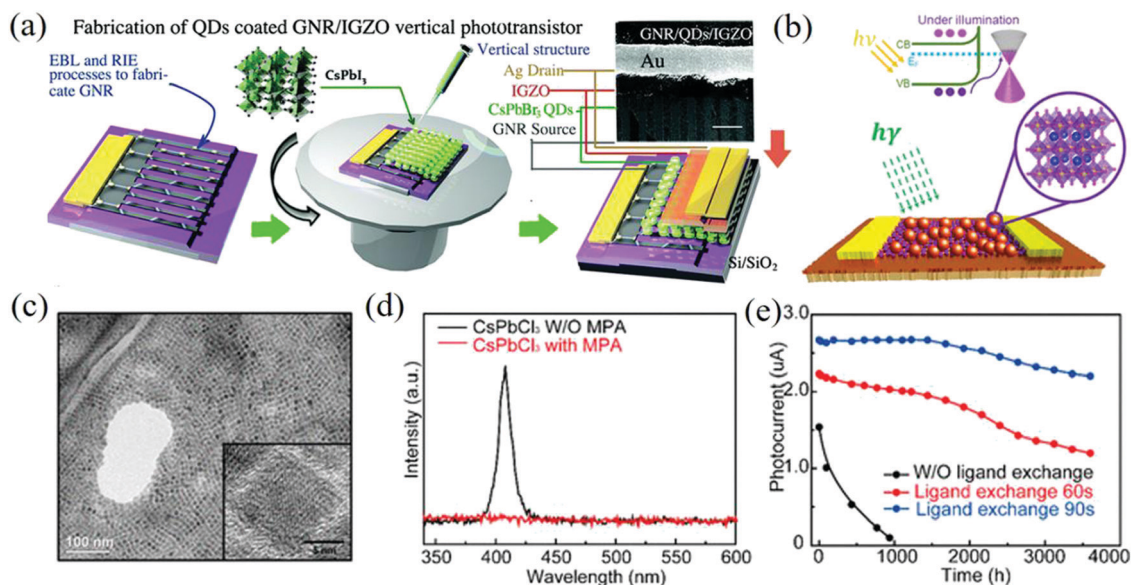 (a)
Fabrication of QDs coated GNR/IGZO vertical phototransistor
EBL and RIE
processes to fabri-
cate GNR
CsPbI₃
Vertical structure
Ag Drain
IGZO
CsPbBr₃ QDs
GNR Source
GNR/QDs/IGZO
Au
Si/SiO₂
(b)
Under illumination
hν
CB
E_F
VB
hγ
(c)
100 nm
5 nm
(d)
CsPbCl₃ W/O MPA
CsPbCl₃ with MPA
Intensity (a.u.)
350 400 450 500 550 600
Wavelength (nm)
(e)
3.0
2.0
1.0
0
Photocurrent (uA)
W/O ligand exchange
Ligand exchange 60s
Ligand exchange 90s
0 1000 2000 3000 4000
Time (h)